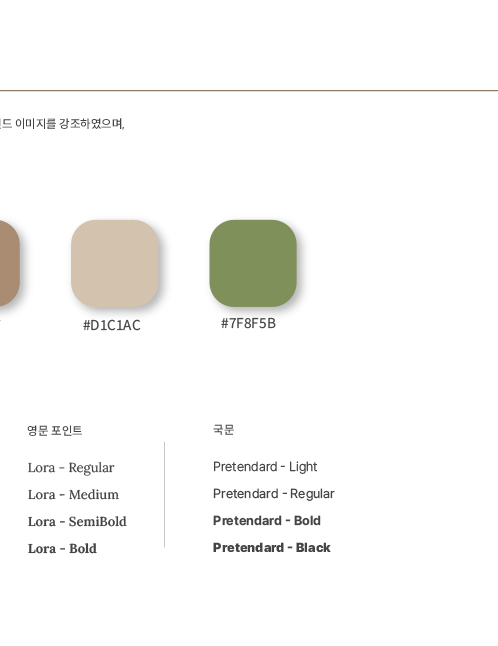 이미지를 강조하였으며,
#D1C1AC
#7F8F5B
영문 포인트
Lora - Regular
Lora - Medium
Lora - SemiBold
Lora - Bold
국문
Pretendard - Light
Pretendard - Regular
Pretendard - Bold
Pretendard - Black